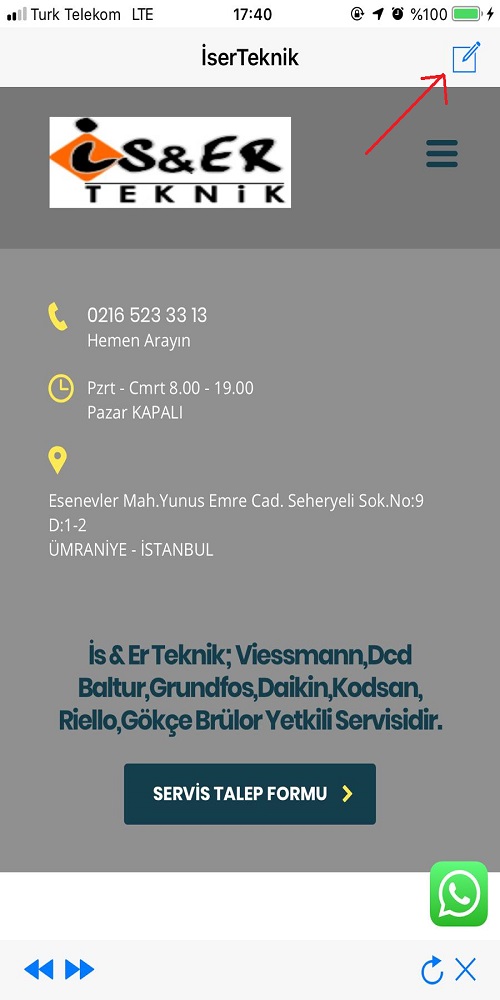 Turk Telekom LTE 17:40 %100
İserTeknik
iS&ER
TEKNiK
0216 523 33 13
Hemen Arayın
Pzrt - Cmrt 8.00 - 19.00
Pazar KAPALI
Esenevler Mah.Yunus Emre Cad. Seheryeli Sok.No:9
D:1-2
ÜMRANİYE - İSTANBUL
İs & Er Teknik; Viessmann,Dcd
Baltur,Grundfos,Daikin,Kodsan,
Riello,Gökçe Brülor Yetkili Servisidir.
SERVİS TALEP FORMU